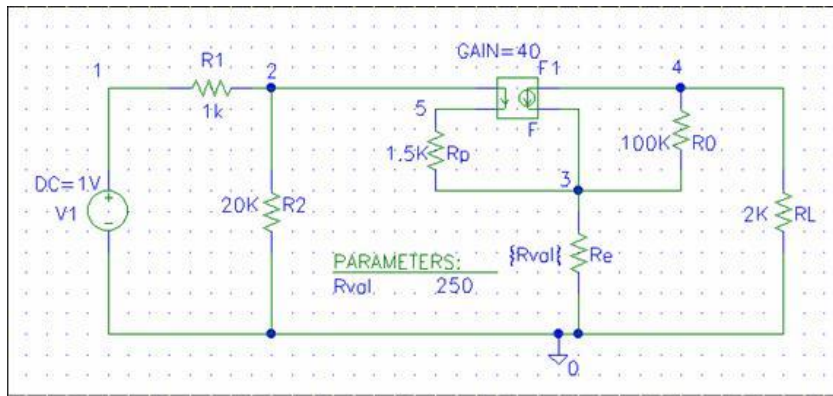 GAIN=40
R1
F1
1
2
4
1k
5
F
1.5K
Rp
100K
RO
3
DC=1V
V1
20K
R2
2K
RL
PARAMETERS:
Rval 250
{Rval{
Re
0